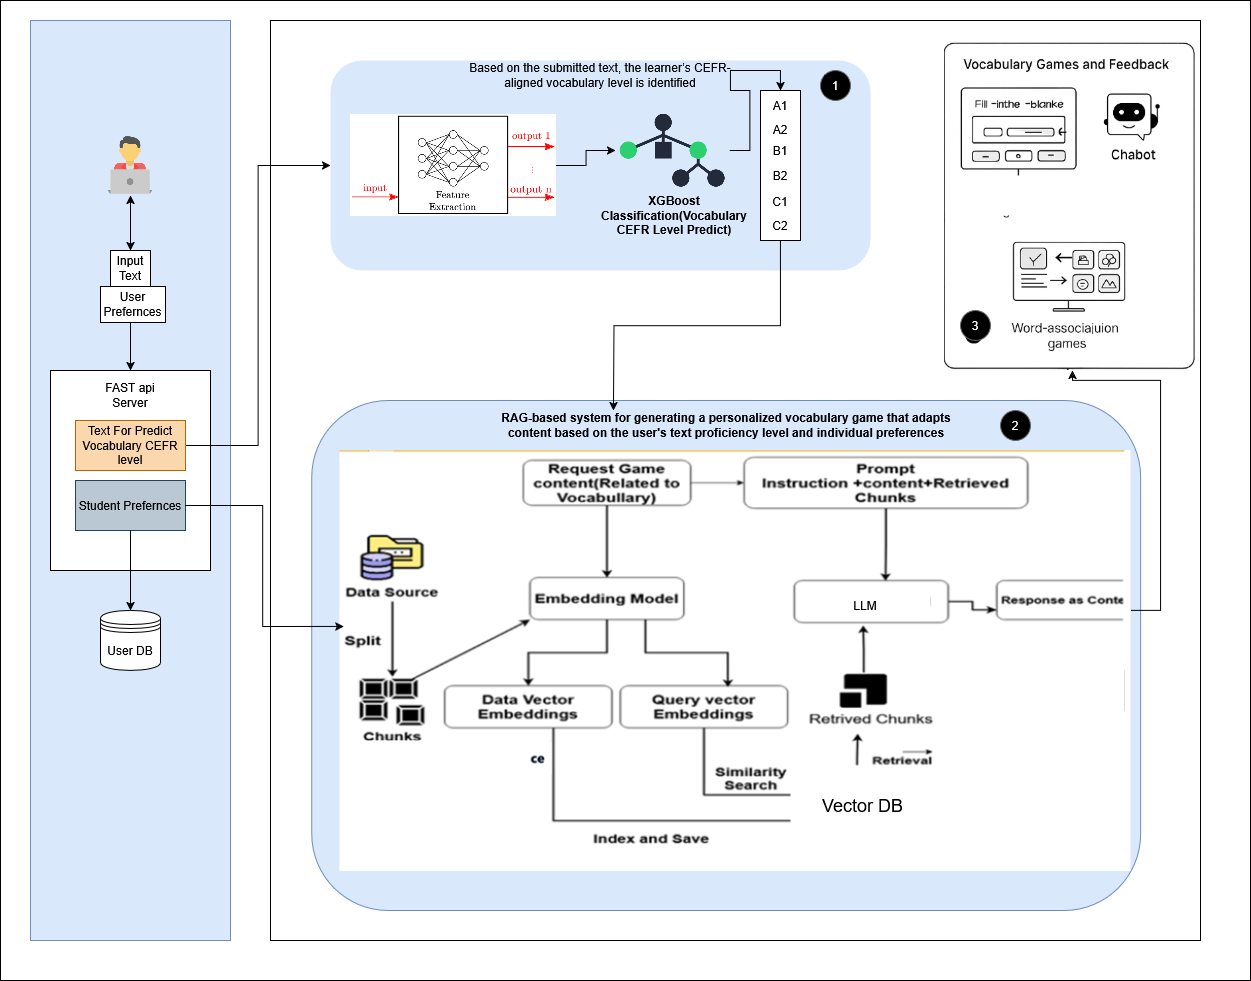 Input
Text
User
Prefernces
FAST api
Server
Text For Predict
Vocabulary CEFR
level
Student Prefernces
User DB
Based on the submitted text, the learner's CEFR-
aligned vocabulary level is identified
1
input
Feature
Extraction
output 1
output n
XGBoost
Classification(Vocabulary
CEFR Level Predict)
A1
A2
B1
B2
C1
C2
Vocabulary Games and Feedback
Fill -inthe -blanke
Chabot
3
Word-associajuion
games
RAG-based system for generating a personalized vocabulary game that adapts
content based on the user's text proficiency level and individual preferences
2
Request Game
content(Related to
Vocabullary)
Prompt
Instruction +content+Retrieved
Chunks
Data Source
Split
Chunks
Embedding Model
LLM
Response as Conte
Data Vector
Embeddings
Query vector
Embeddings
Retrived Chunks
Retrieval
ce
Similarity
Search
Vector DB
Index and Save